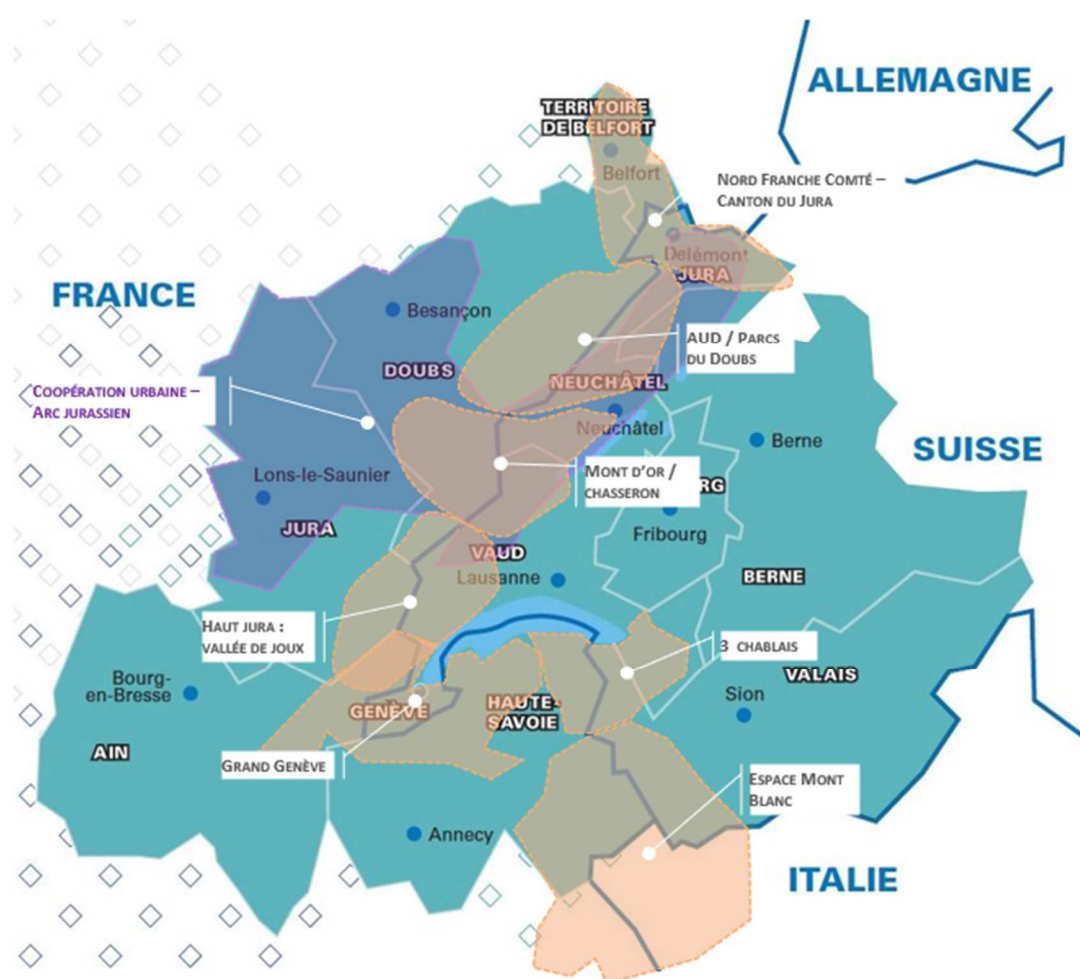 ALLEMAGNE
TERRITOIRE
DE BELFORT
Belfort
NORD FRANCHE COMTÉ –
CANTON DU JURA
Delémont
JURA
FRANCE
Besançon
AUD / PARCS
DU DOUBS
DOUBS
NEUCHÂTEL
COOPÉRATION URBAINE –
ARC JURASSIEN
Neuchâtel
Berne
SUISSE
Lons-le-Saunier
MONT D'OR /
CHASSERON
RG
JURA
Fribourg
VAUD
Lausanne
BERNE
HAUT JURA :
VALLÉE DE JOUX
3 CHABLAIS
Bourg-
en-Bresse
VALAIS
Sion
GENÈVE
HAUTE-
SAVOIE
AIN
GRAND GENÈVE
ESPACE MONT
BLANC
Annecy
ITALIE